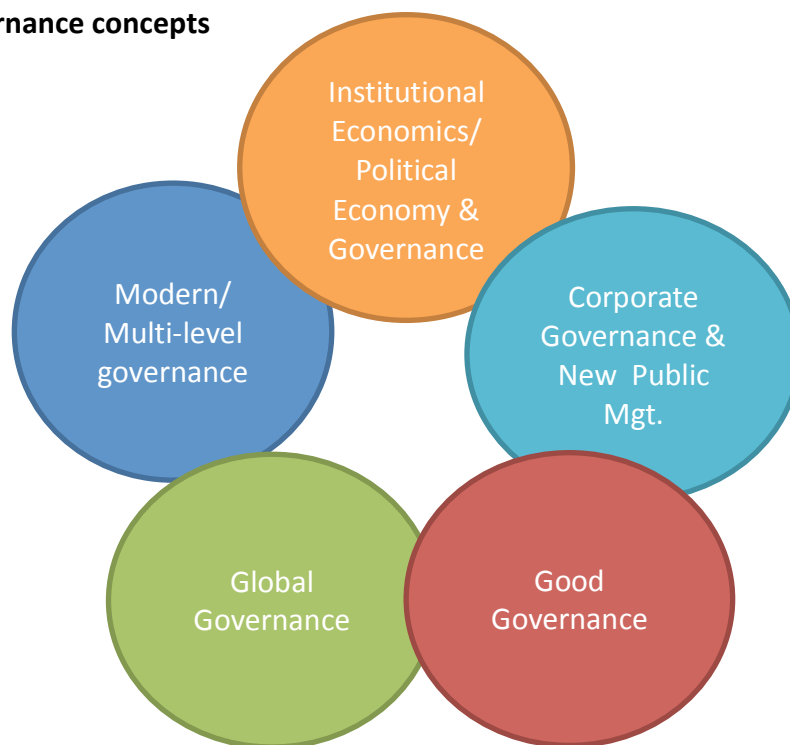 rnance concepts
Institutional
Economics/
Political
Economy &
Governance
Modern/
Multi-level
governance
Corporate
Governance &
New Public
Mgt.
Global
Governance
Good
Governance